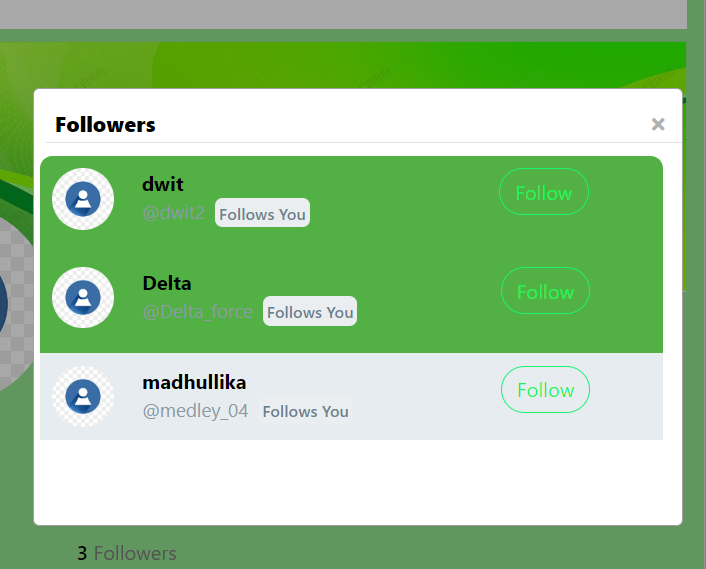 Followers ×
dwit
@dwit2 Follows You
Follow
Delta
@Delta_force Follows You
Follow
madhullika
@medley_04 Follows You
Follow
3 Followers